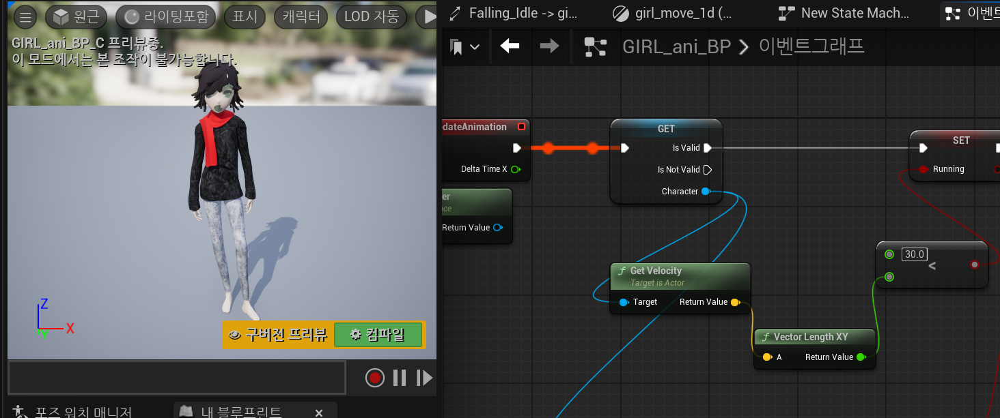 원근
라이팅포함
표시
캐릭터
LOD 자동
GIRL_ani_BP_C 프리뷰중.
이 모드에서는 본 조작이 불가능합니다.
Z
X
Y
구버전 프리뷰
컴파일
포즈 워치 매니저
내 블루프린트
Falling_Idle -> gi...
girl_move_1d (...
New State Mach...
이벤트
GIRL_ani_BP > 이벤트그래프
dateAnimation
Delta Time X
er
ce
Return Value
GET
Is Valid
Is Not Valid
Character
SET
Running
Get Velocity
Target is Actor
Target
Return Value
30.0
<
Vector Length XY
A
Return Value